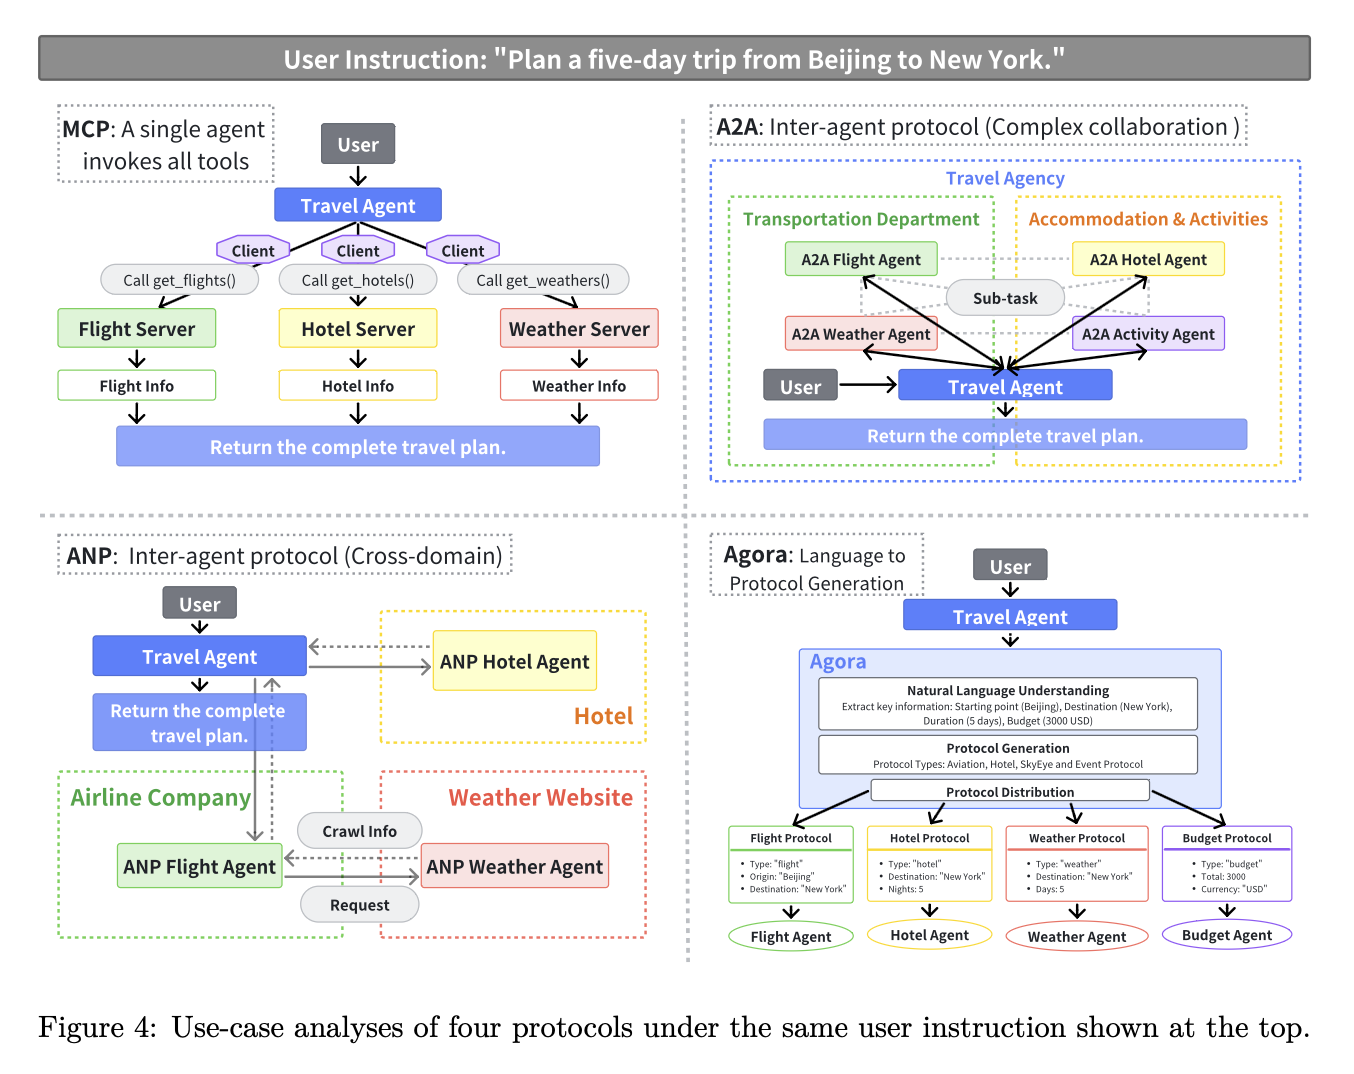 User Instruction: "Plan a five-day trip from Beijing to New York."
MCP: A single agent
invokes all tools
User
Travel Agent
Client
Client
Client
Call get_flights()
Call get_hotels()
Call get_weathers()
Flight Server
Hotel Server
Weather Server
Flight Info
Hotel Info
Weather Info
Return the complete travel plan.
A2A: Inter-agent protocol (Complex collaboration )
Travel Agency
Transportation Department
Accommodation & Activities
A2A Flight Agent
A2A Hotel Agent
Sub-task
A2A Weather Agent
A2A Activity Agent
User
Travel Agent
Return the complete travel plan.
ANP: Inter-agent protocol (Cross-domain)
User
Travel Agent
ANP Hotel Agent
Return the complete
travel plan.
Hotel
Airline Company
Weather Website
Crawl Info
ANP Flight Agent
ANP Weather Agent
Request
Agora: Language to
Protocol Generation
User
Travel Agent
Agora
Natural Language Understanding
Extract key information: Starting point (Beijing), Destination (New York),
Duration (5 days), Budget (3000 USD)
Protocol Generation
Protocol Types: Aviation, Hotel, SkyEye and Event Protocol
Protocol Distribution
Flight Protocol
• Type: "flight"
• Origin: "Beijing"
• Destination: "New York"
Flight Agent
Hotel Protocol
• Type: "hotel"
• Destination: "New York"
• Nights: 5
Hotel Agent
Weather Protocol
• Type: "weather"
• Destination: "New York"
• Days: 5
Weather Agent
Budget Protocol
• Type: "budget"
• Total: 3000
• Currency: "USD"
Budget Agent
Figure 4: Use-case analyses of four protocols under the same user instruction shown at the top.